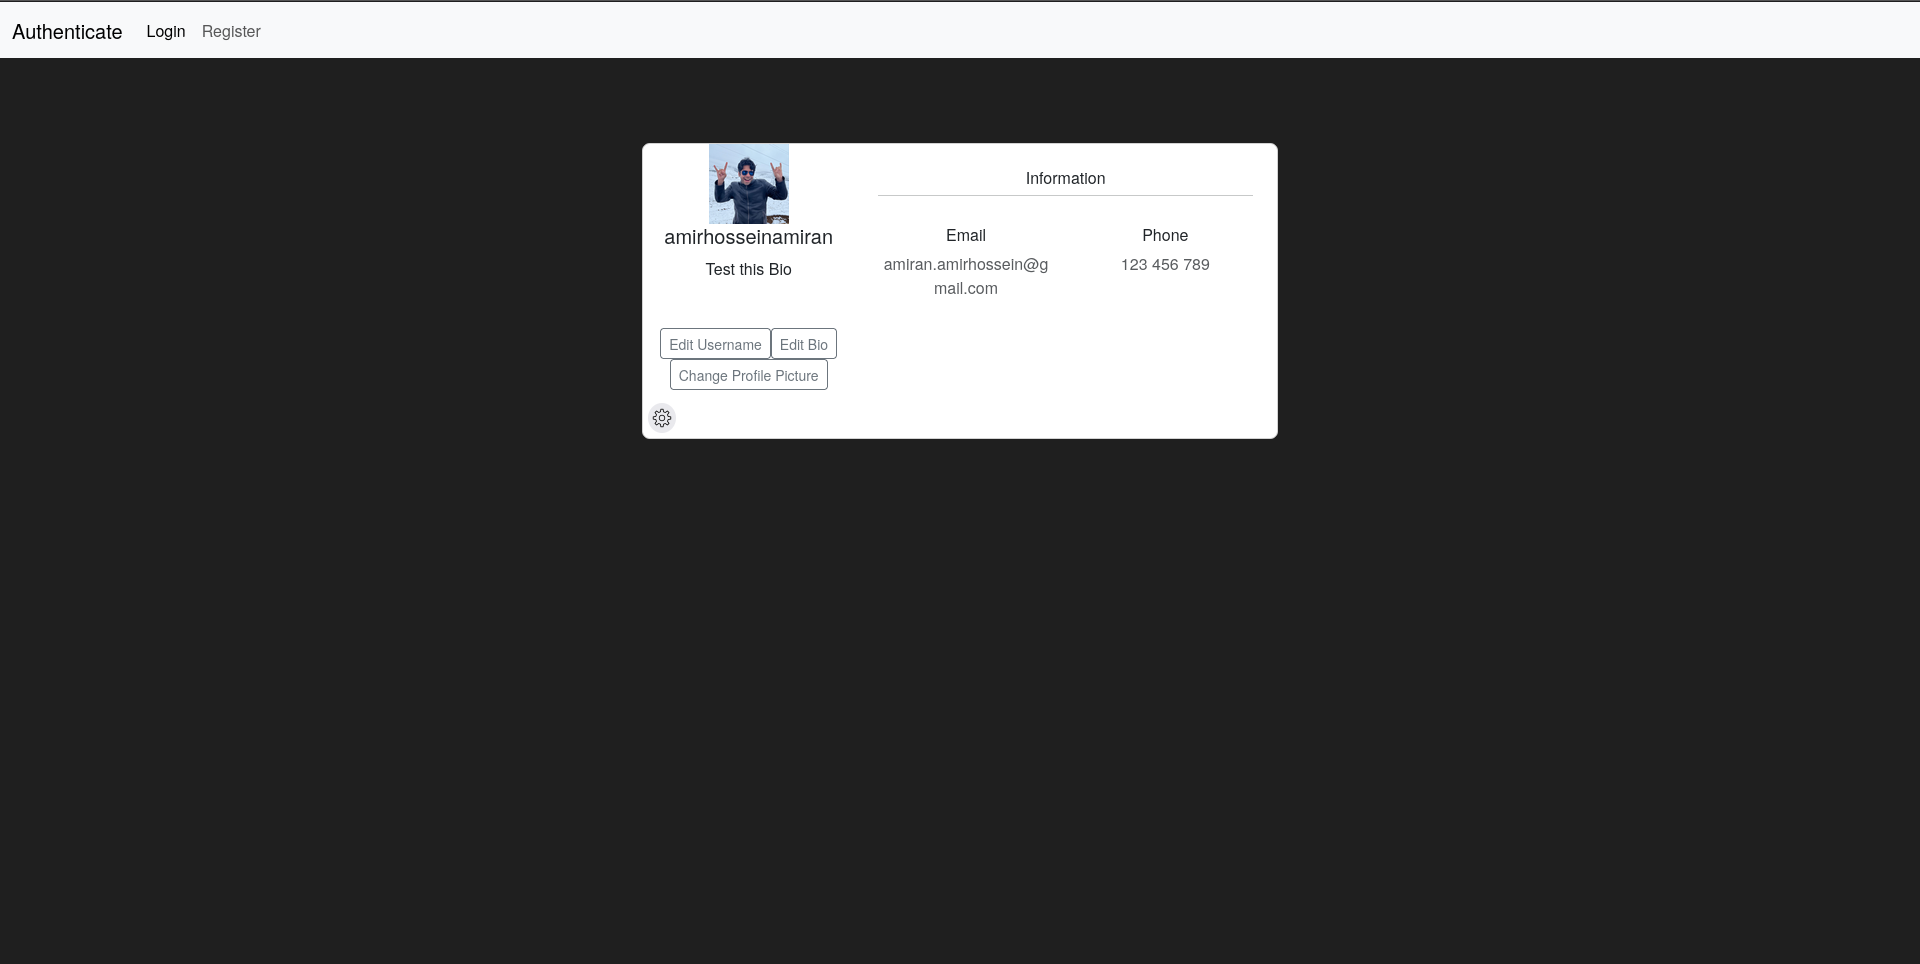 Authenticate Login Register
amirhosseinamiran
Test this Bio
Edit Username Edit Bio
Change Profile Picture
Information
Email
amiran.amirhossein@g
mail.com
Phone
123 456 789